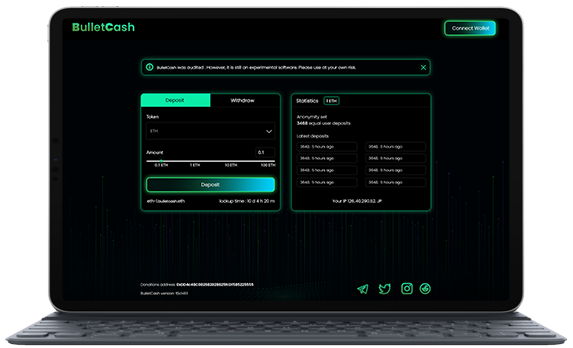 BulletCash
Connect Wallet
BulletCash was audited . However, it is still an experimental software. Please use at your own risk.
Deposit
Withdraw
Token
ETH
Amount
0.1
0.1 ETH
1 ETH
10 ETH
100 ETH
Deposit
lockup time : 10 d 4 h 20 m
Statistics
1 ETH
Anonymity set
3468 equal user deposits
Latest deposits
3648. 5 hours ago
3648. 5 hours ago
3648. 5 hours ago
3648. 5 hours ago
3648. 5 hours ago
3648. 5 hours ago
3648. 5 hours ago
3648. 5 hours ago
Your IP 126.40.290.52. JP
Donations address:
BulletCash version: